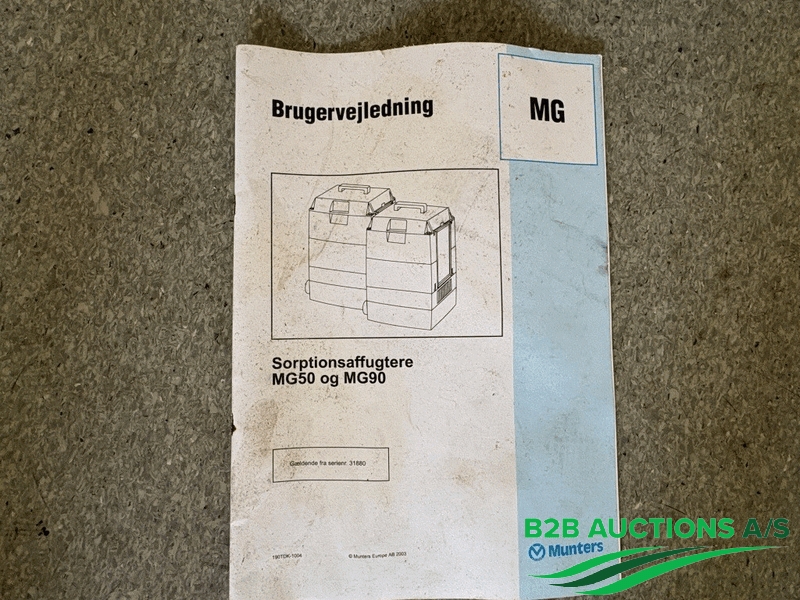 Brugervejledning
MG
Sorptionsaffugtere
MG50 og MG90
Gældende fra serienr. 31880
190TDK-1004
© Munters Europe AB 2003
B2B AUCTIONS A/S
Munters